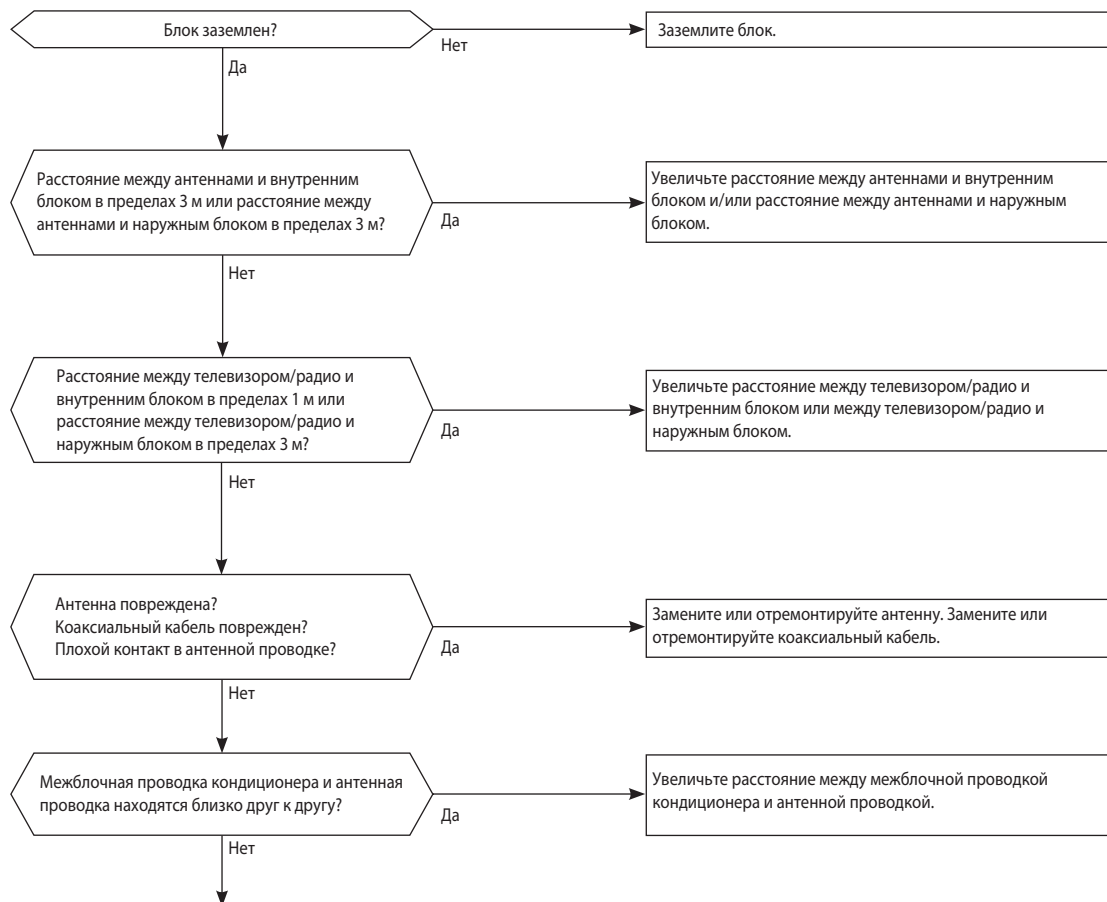 Блок заземлен?
Нет
Заземлите блок.
Да
Расстояние между антеннами и внутренним
блоком в пределах 3 м или расстояние между
антеннами и наружным блоком в пределах 3 м?
Да
Увеличьте расстояние между антеннами и внутренним
блоком и/или расстояние между антеннами и наружным
блоком.
Нет
Расстояние между телевизором/радио и
внутренним блоком в пределах 1 м или
расстояние между телевизором/радио и
наружным блоком в пределах 3 м?
Да
Увеличьте расстояние между телевизором/радио и
внутренним блоком или между телевизором/радио и
наружным блоком.
Нет
Антенна повреждена?
Коаксиальный кабель поврежден?
Плохой контакт в антенной проводке?
Да
Замените или отремонтируйте антенну. Замените или
отремонтируйте коаксиальный кабель.
Нет
Межблочная проводка кондиционера и антенная
проводка находятся близко друг к другу?
Да
Увеличьте расстояние между межблочной проводкой
кондиционера и антенной проводкой.
Нет